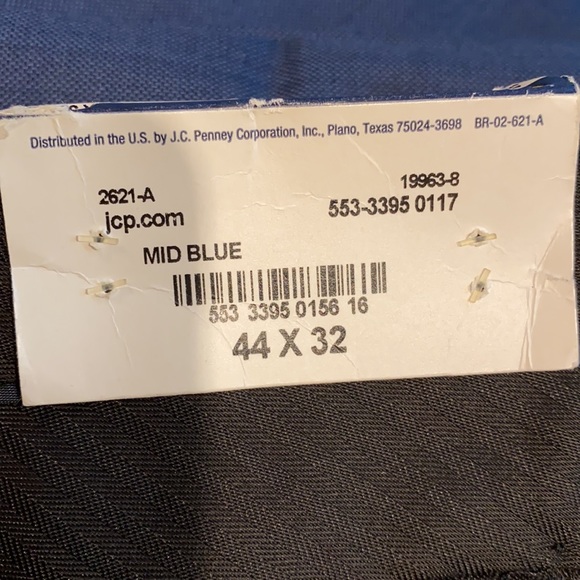 Distributed in the U.S. by J.C. Penney Corporation, Inc., Plano, Texas 75024-3698 BR-02-621-A
2621-A 19963-8
jcp.com 553-3395 0117
MID BLUE
553 3395 0156 16
44 X 32